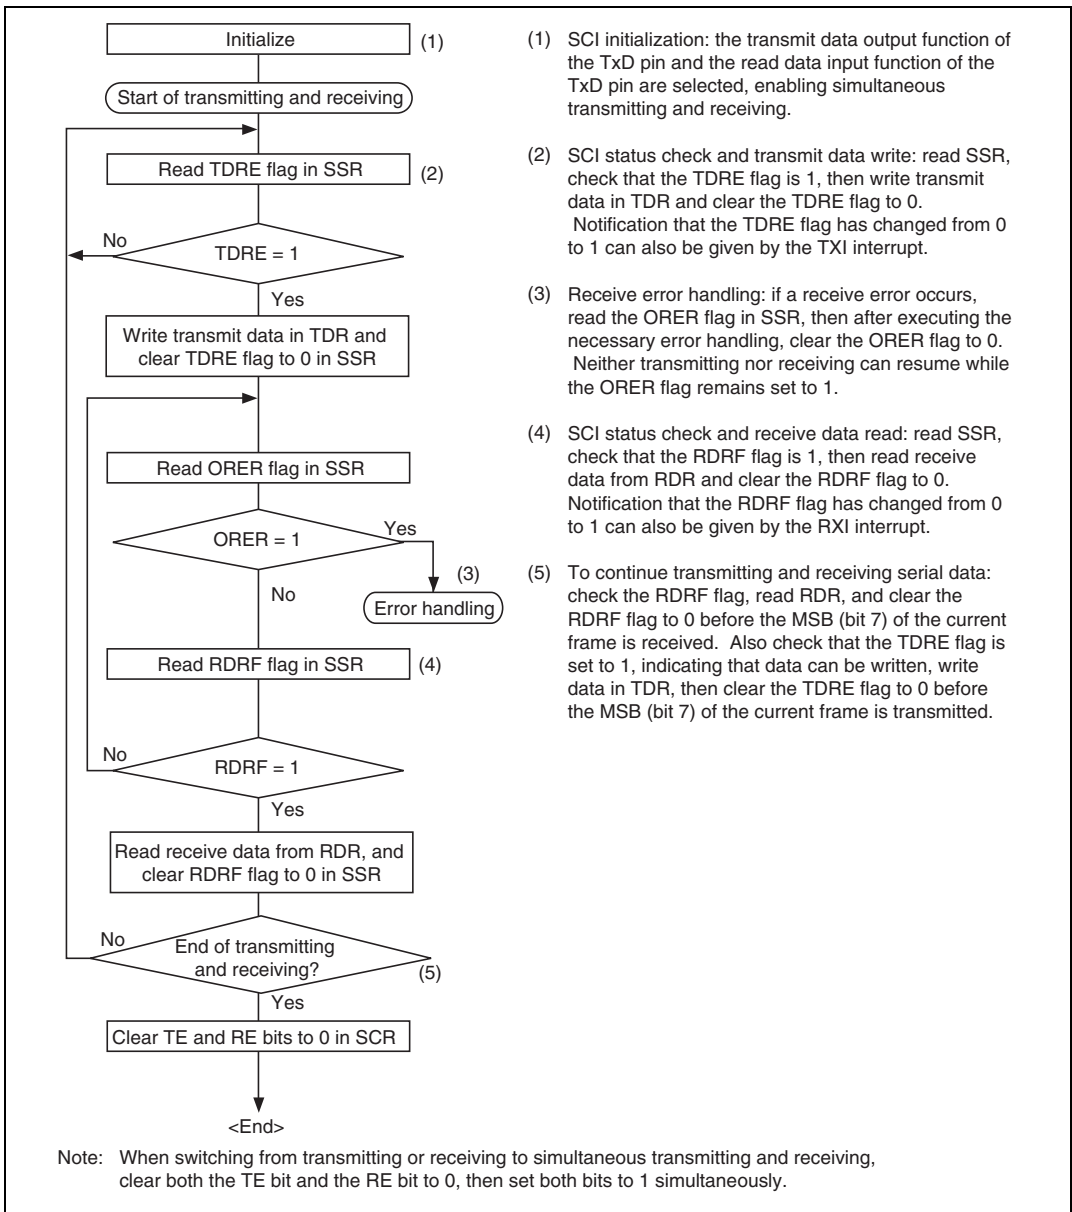 Initialize
(1)
Start of transmitting and receiving
Read TDRE flag in SSR
(2)
No
TDRE = 1
Yes
Write transmit data in TDR and
clear TDRE flag to 0 in SSR
Read ORER flag in SSR
ORER = 1
Yes
(3)
No
Error handling
Read RDRF flag in SSR
(4)
No
RDRF = 1
Yes
Read receive data from RDR, and
clear RDRF flag to 0 in SSR
No
End of transmitting
and receiving?
(5)
Yes
Clear TE and RE bits to 0 in SCR
<End>
(1) SCI initialization: the transmit data output function of
the TxD pin and the read data input function of the
TxD pin are selected, enabling simultaneous
transmitting and receiving.
(2) SCI status check and transmit data write: read SSR,
check that the TDRE flag is 1, then write transmit
data in TDR and clear the TDRE flag to 0.
Notification that the TDRE flag has changed from 0
to 1 can also be given by the TXI interrupt.
(3) Receive error handling: if a receive error occurs,
read the ORER flag in SSR, then after executing the
necessary error handling, clear the ORER flag to 0.
Neither transmitting nor receiving can resume while
the ORER flag remains set to 1.
(4) SCI status check and receive data read: read SSR,
check that the RDRF flag is 1, then read receive
data from RDR and clear the RDRF flag to 0.
Notification that the RDRF flag has changed from 0
to 1 can also be given by the RXI interrupt.
(5) To continue transmitting and receiving serial data:
check the RDRF flag, read RDR, and clear the
RDRF flag to 0 before the MSB (bit 7) of the current
frame is received. Also check that the TDRE flag is
set to 1, indicating that data can be written, write
data in TDR, then clear the TDRE flag to 0 before
the MSB (bit 7) of the current frame is transmitted.
Note: When switching from transmitting or receiving to simultaneous transmitting and receiving,
clear both the TE bit and the RE bit to 0, then set both bits to 1 simultaneously.